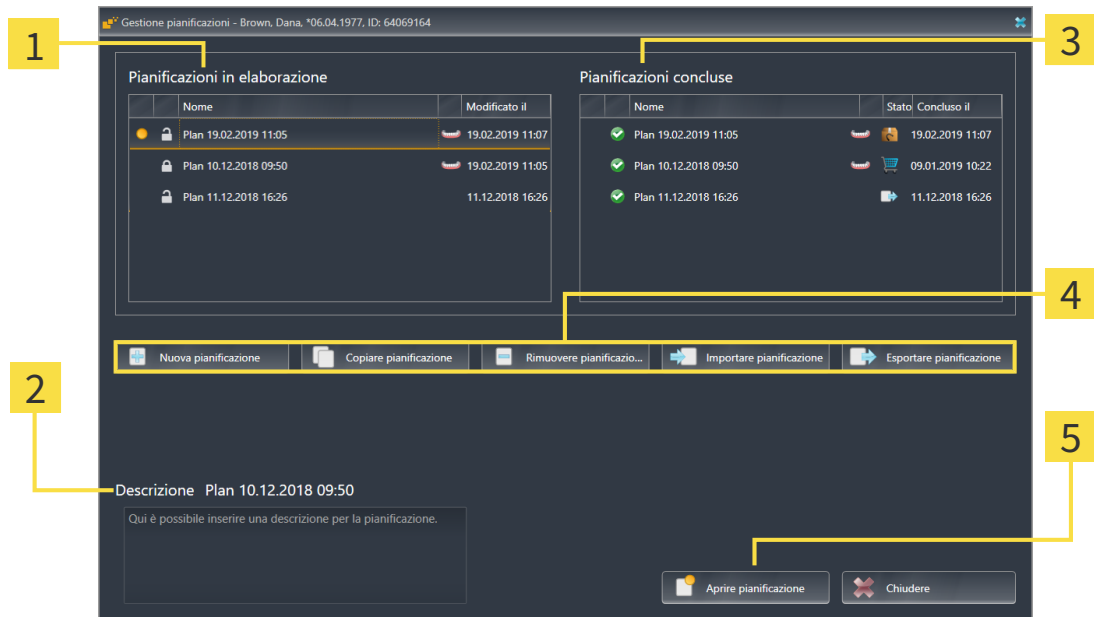 Gestione pianificazioni - Brown, Dana, *06.04.1977, ID: 64069164
1
3
Pianificazioni in elaborazione
Nome Modificato il
Plan 19.02.2019 11:05 19.02.2019 11:07
Plan 10.12.2018 09:50 19.02.2019 11:05
Plan 11.12.2018 16:26 11.12.2018 16:26
Pianificazioni concluse
Nome Stato Concluso il
Plan 19.02.2019 11:05 19.02.2019 11:07
Plan 10.12.2018 09:50 09.01.2019 10:22
Plan 11.12.2018 16:26 11.12.2018 16:26
4
Nuova pianificazione Copiare pianificazione Rimuovere pianificazio... Importare pianificazione Esportare pianificazione
2
5
Descrizione Plan 10.12.2018 09:50
Qui è possibile inserire una descrizione per la pianificazione.
Aprire pianificazione Chiudere